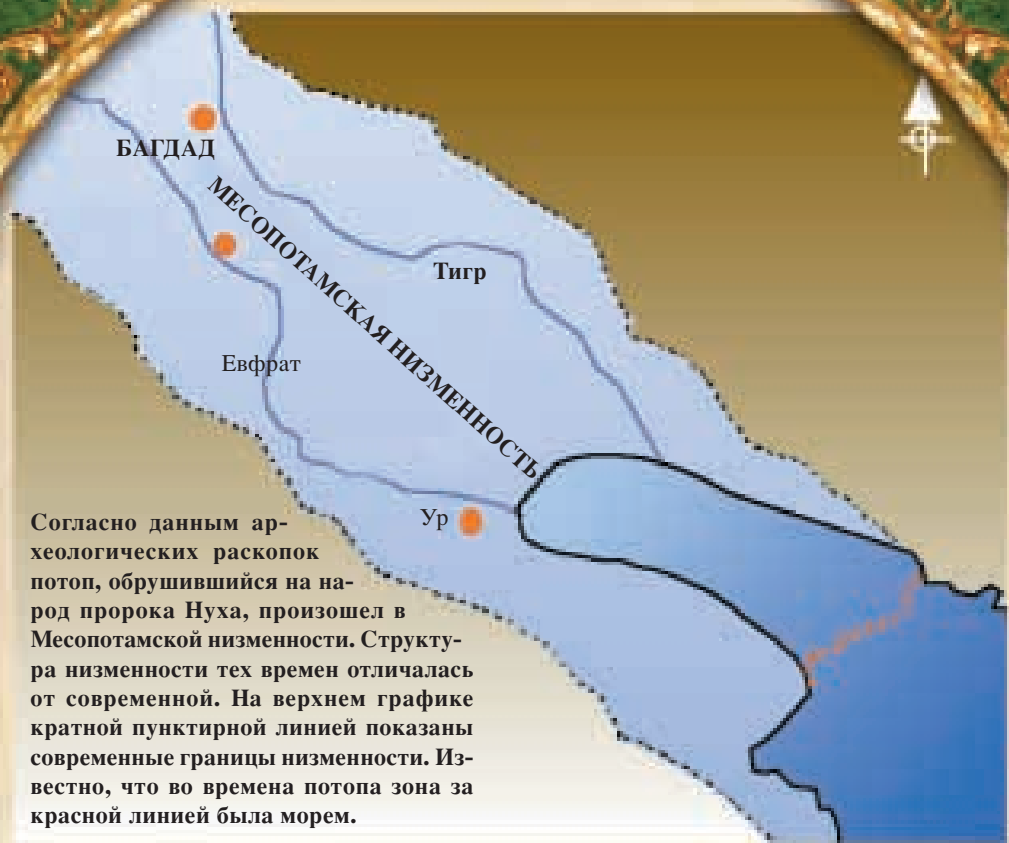 БАГДАД
МЕСОПОТАМСКАЯ НИЗМЕННОСТЬ
Тигр
Евфрат
Ур
Согласно данным ар-
хеологических раскопок
потоп, обрушившийся на на-
род пророка Нуха, произошел в
Месопотамской низменности. Структу-
ра низменности тех времен отличалась
от современной. На верхнем графике
кратной пунктирной линией показаны
современные границы низменности. Из-
вестно, что во времена потопа зона за
красной линией была морем.